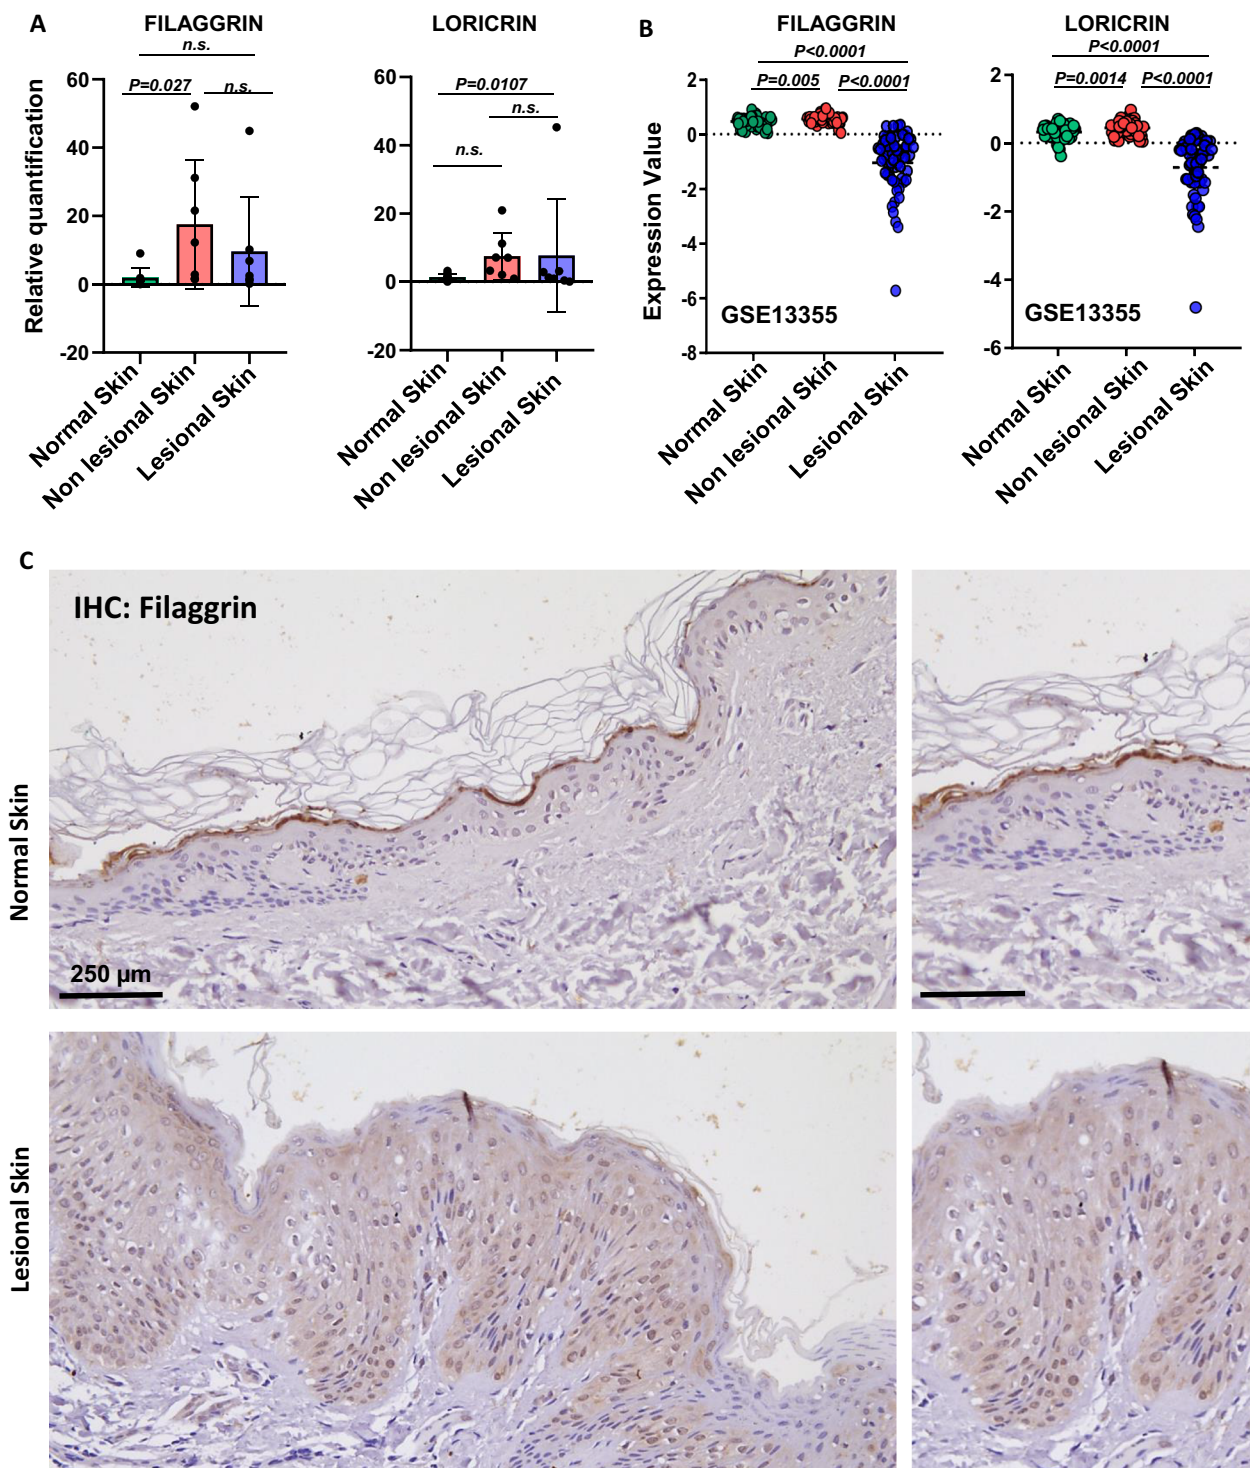 A
FILAGGRIN
n.s.
P=0.027
n.s.
Relative quantification
60
40
20
0
-20
Normal Skin
Non lesional Skin
Lesional Skin
LORICRIN
P=0.0107
n.s.
n.s.
60
40
20
0
-20
Normal Skin
Non lesional Skin
Lesional Skin
B
FILAGGRIN
P<0.0001
P=0.005
P<0.0001
Expression Value
2
0
-2
-4
-6
-8
GSE13355
Normal Skin
Non lesional Skin
Lesional Skin
LORICRIN
P<0.0001
P=0.0014
P<0.0001
2
0
-2
-4
-6
GSE13355
Normal Skin
Non lesional Skin
Lesional Skin
C
IHC: Filaggrin
Normal Skin
250 μm
Lesional Skin